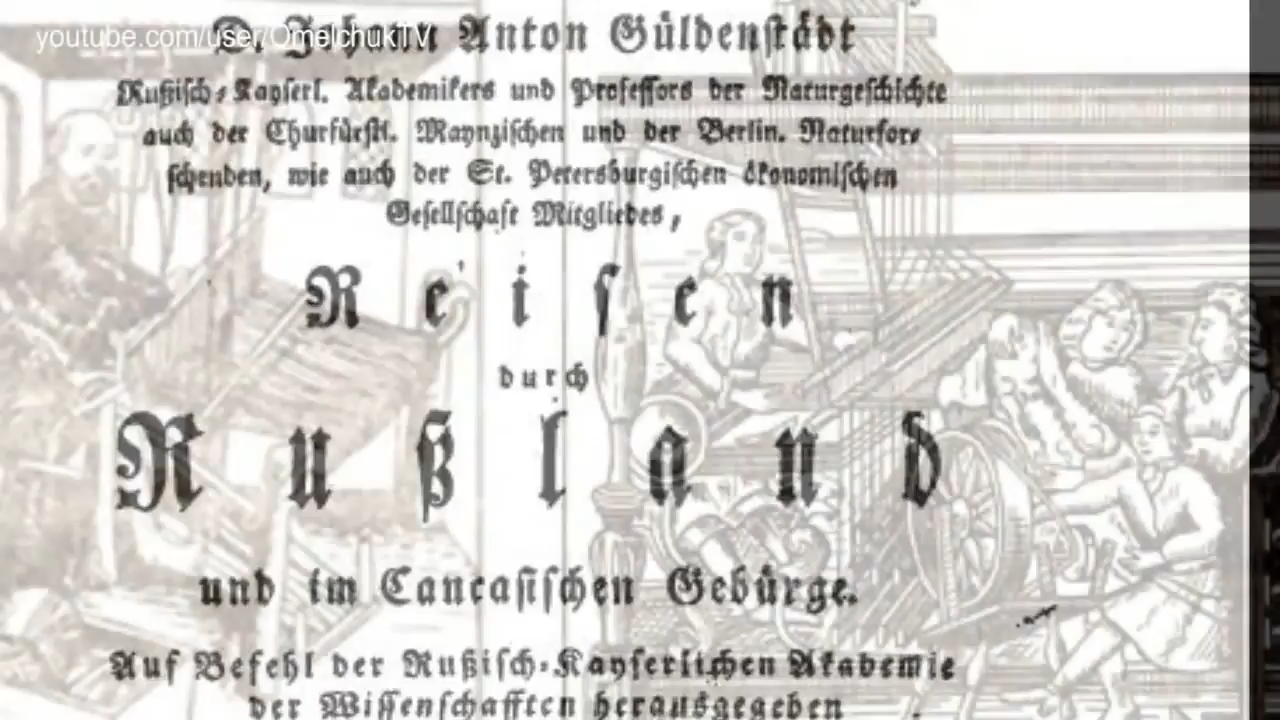 youtube.com/user/OmelchukTV
D. Johann Anton Güldenstädt
Rußisch-Kayserl. Akademikers und Professors der Naturgeschichte
auch der Churfürstl. Maynzischen und der Berlin. Naturfor-
schenden, wie auch der St. Petersburgischen ökonomischen
Gesellschaft Mitgliedes,
Reisen
durch
Rußland
und im Caucasischen Gebürge.
Auf Befehl der Rußisch-Kayserlichen Akademie
der Wissenschafften herausgegeben